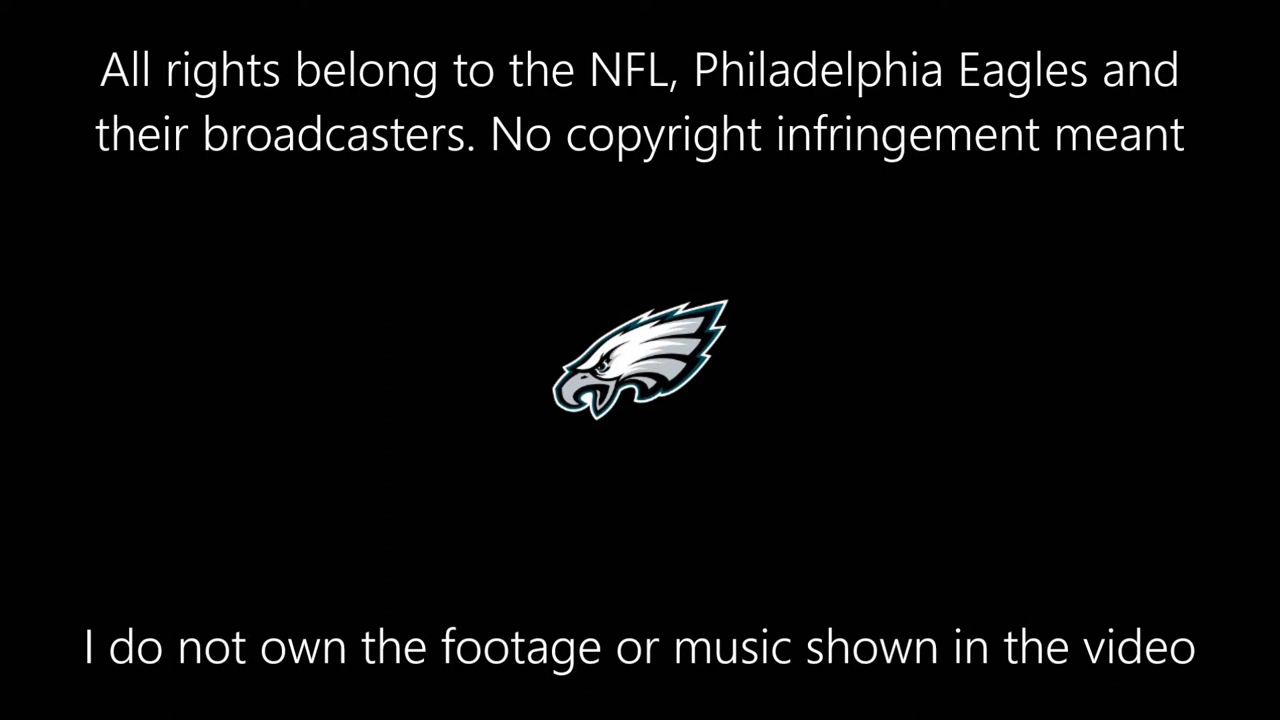 All rights belong to the NFL, Philadelphia Eagles and
their broadcasters. No copyright infringement meant
I do not own the footage or music shown in the video